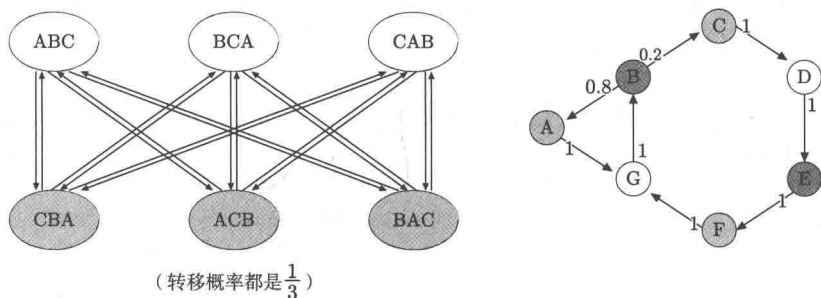 ABC BCA CAB
CBA ACB BAC
(转移概率都是1/3)
C
1
0.2
B
D
0.8
1
A
1
1
G
E
1
F
1